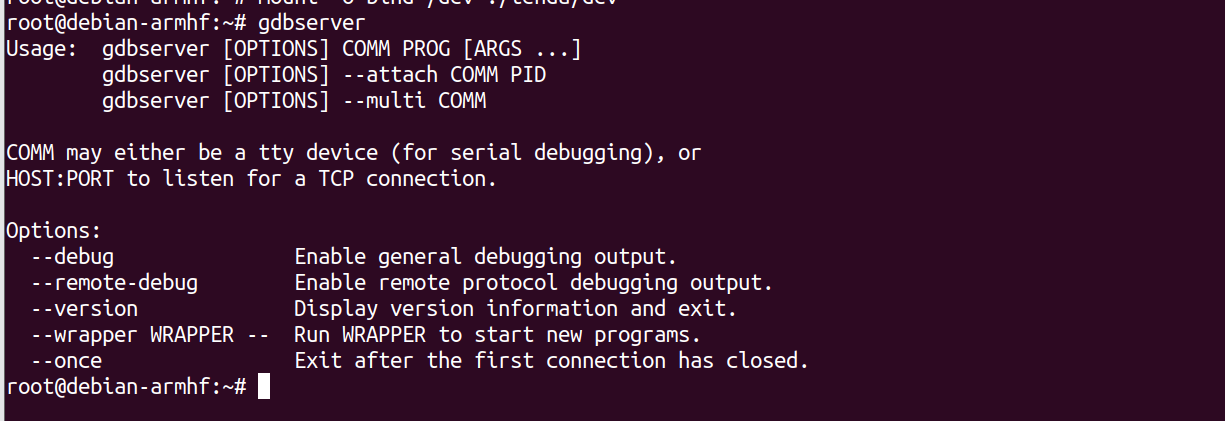 root@debian-armhf:~# gdbserver
Usage:  gdbserver [OPTIONS] COMM PROG [ARGS ...]
        gdbserver [OPTIONS] --attach COMM PID
        gdbserver [OPTIONS] --multi COMM

COMM may either be a tty device (for serial debugging), or
HOST:PORT to listen for a TCP connection.

Options:
  --debug               Enable general debugging output.
  --remote-debug        Enable remote protocol debugging output.
  --version             Display version information and exit.
  --wrapper WRAPPER --  Run WRAPPER to start new programs.
  --once                Exit after the first connection has closed.
root@debian-armhf:~#